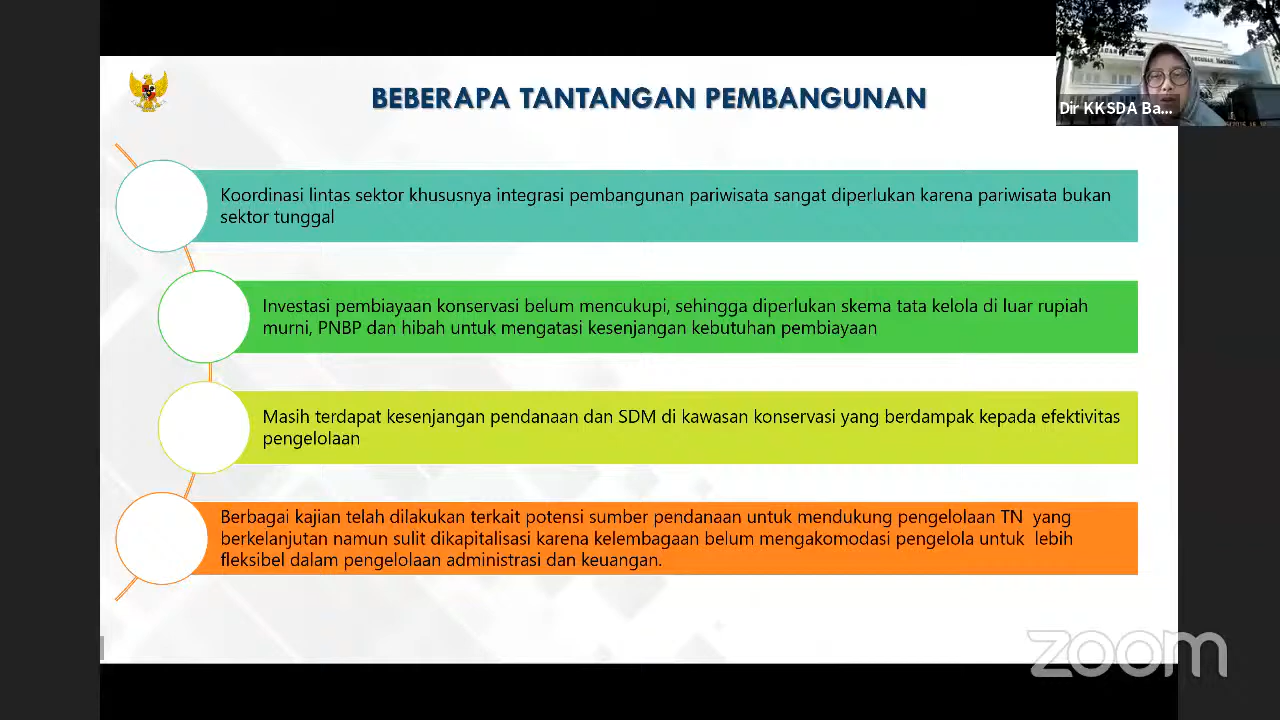 BEBERAPA TANTANGAN PEMBANGUNAN
Dir KKSDA Ba...
Koordinasi lintas sektor khususnya integrasi pembangunan pariwisata sangat diperlukan karena pariwisata bukan
sektor tunggal
Investasi pembiayaan konservasi belum mencukupi, sehingga diperlukan skema tata kelola di luar rupiah
murni, PNBP dan hibah untuk mengatasi kesenjangan kebutuhan pembiayaan
Masih terdapat kesenjangan pendanaan dan SDM di kawasan konservasi yang berdampak kepada efektivitas
pengelolaan
Berbagai kajian telah dilakukan terkait potensi sumber pendanaan untuk mendukung pengelolaan TN yang
berkelanjutan namun sulit dikapitalisasi karena kelembagaan belum mengakomodasi pengelola untuk lebih
fleksibel dalam pengelolaan administrasi dan keuangan.
zoom